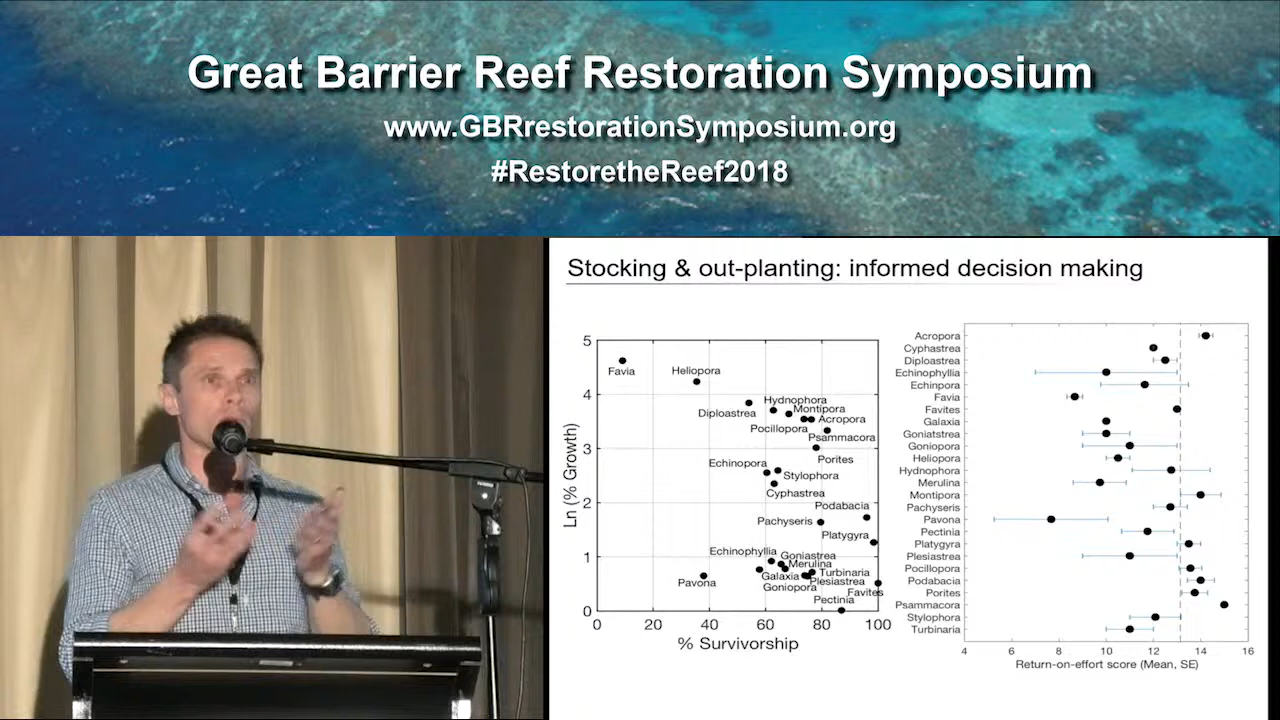 Great Barrier Reef Restoration Symposium
www.GBRrestorationSymposium.org
#RestoretheReef2018
Stocking & out-planting: informed decision making
Ln (% Growth)
5
4
3
2
1
0
Favia
Heliopora
Hydnophora
Diploastrea
Montipora
Acropora
Pocillopora
Psammacora
Porites
Echinopora
Stylophora
Cyphastrea
Podabacia
Pachyseris
Platygyra
Echinophyllia
Goniastrea
Merulina
Galaxia
Turbinaria
Pavona
Plesiastrea
Goniopora
Favites
Pectinia
0 20 40 60 80 100
% Survivorship
Acropora
Cyphastrea
Diploastrea
Echinophyllia
Echinpora
Favia
Favites
Galaxia
Goniatstrea
Goniopora
Heliopora
Hydnophora
Merulina
Montipora
Pachyseris
Pavona
Pectinia
Platygyra
Plesiastrea
Pocillopora
Podabacia
Porites
Psammacora
Stylophora
Turbinaria
4 6 8 10 12 14 16
Return-on-effort score (Mean, SE)